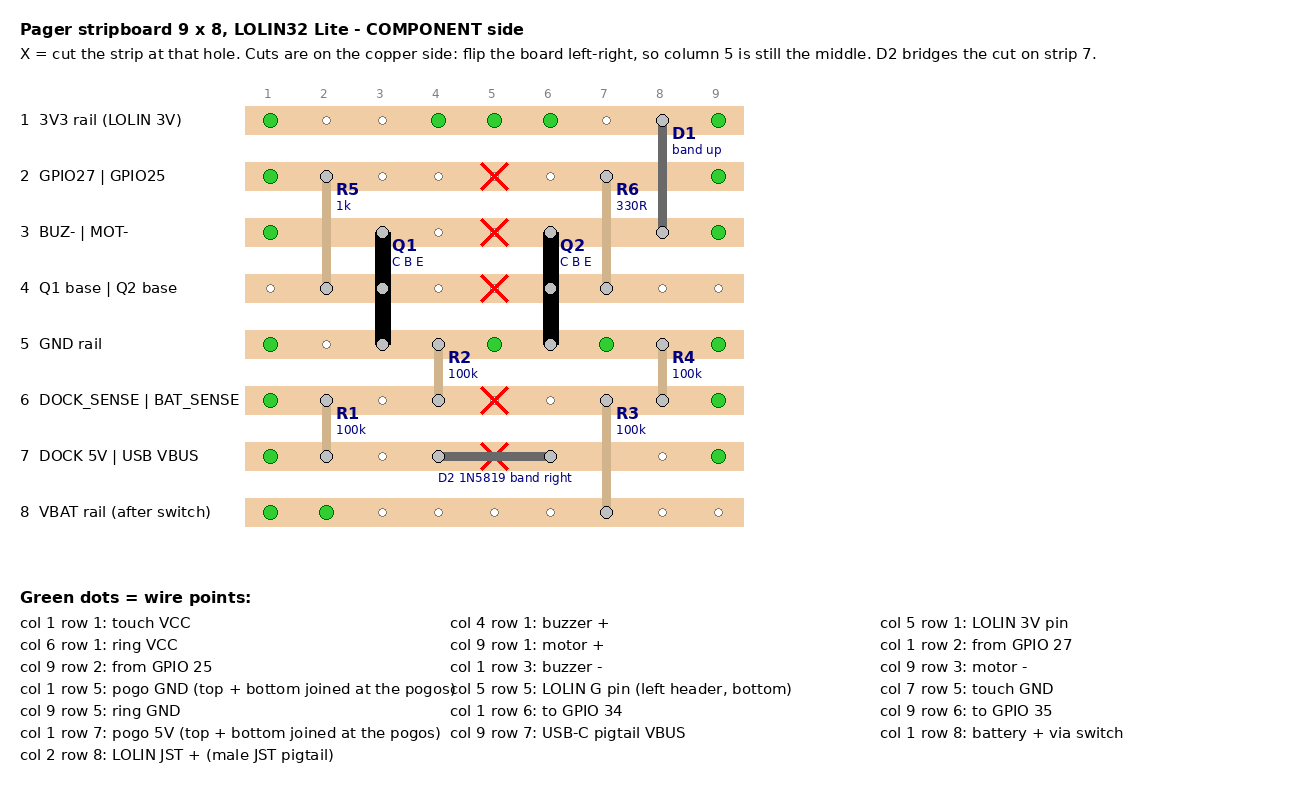 Pager stripboard 9 x 8, LOLIN32 Lite - COMPONENT side
X = cut the strip at that hole. Cuts are on the copper side: flip the board left-right, so column 5 is still the middle. D2 bridges the cut on strip 7.
1 2 3 4 5 6 7 8 9
1 3V3 rail (LOLIN 3V)
D1
band up
2 GPIO27 | GPIO25
R5
1k
R6
330R
3 BUZ- | MOT-
Q1
C B E
Q2
C B E
4 Q1 base | Q2 base
5 GND rail
R2
100k
R4
100k
6 DOCK_SENSE | BAT_SENSE
R1
100k
R3
100k
7 DOCK 5V | USB VBUS
D2 1N5819 band right
8 VBAT rail (after switch)
Green dots = wire points:
col 1 row 1: touch VCC
col 4 row 1: buzzer +
col 5 row 1: LOLIN 3V pin
col 6 row 1: ring VCC
col 9 row 1: motor +
col 1 row 2: from GPIO 27
col 9 row 2: from GPIO 25
col 1 row 3: buzzer -
col 9 row 3: motor -
col 1 row 5: pogo GND (top + bottom joined at the pogos)
col 5 row 5: LOLIN G pin (left header, bottom)
col 7 row 5: touch GND
col 9 row 5: ring GND
col 1 row 6: to GPIO 34
col 9 row 6: to GPIO 35
col 1 row 7: pogo 5V (top + bottom joined at the pogos)
col 9 row 7: USB-C pigtail VBUS
col 1 row 8: battery + via switch
col 2 row 8: LOLIN JST + (male JST pigtail)